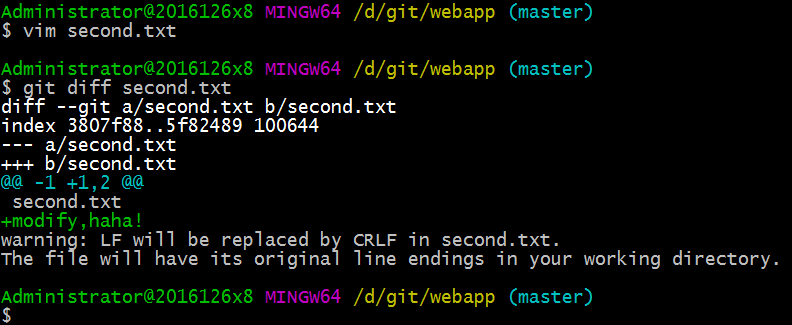 Administrator@2016126x8 MINGW64 /d/git/webapp (master)
$ vim second.txt
Administrator@2016126x8 MINGW64 /d/git/webapp (master)
$ git diff second.txt
diff --git a/second.txt b/second.txt
index 3807f88..5f82489 100644
--- a/second.txt
+++ b/second.txt
@@ -1 +1,2 @@
 second.txt
+modify,haha!
warning: LF will be replaced by CRLF in second.txt.
The file will have its original line endings in your working directory.
Administrator@2016126x8 MINGW64 /d/git/webapp (master)
$